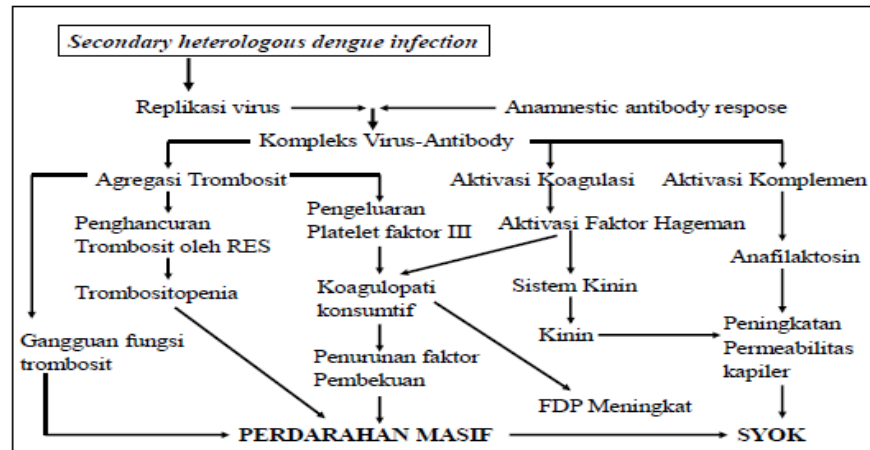 Secondary heterologous dengue infection
Replikasi virus
Anamnestic antibody respose
Kompleks Virus-Antibody
Agregasi Trombosit
Aktivasi Koagulasi
Aktivasi Komplemen
Penghancuran
Trombosit oleh RES
Pengeluaran
Platelet faktor III
Aktivasi Faktor Hageman
Anafilaktosin
Trombositopenia
Koagulopati
konsumtif
Sistem Kinin
Kinin
Gangguan fungsi
trombosit
Penurunan faktor
Pembekuan
Peningkatan
Permeabilitas
kapiler
FDP Meningkat
PERDARAHAN MASIF
SYOK